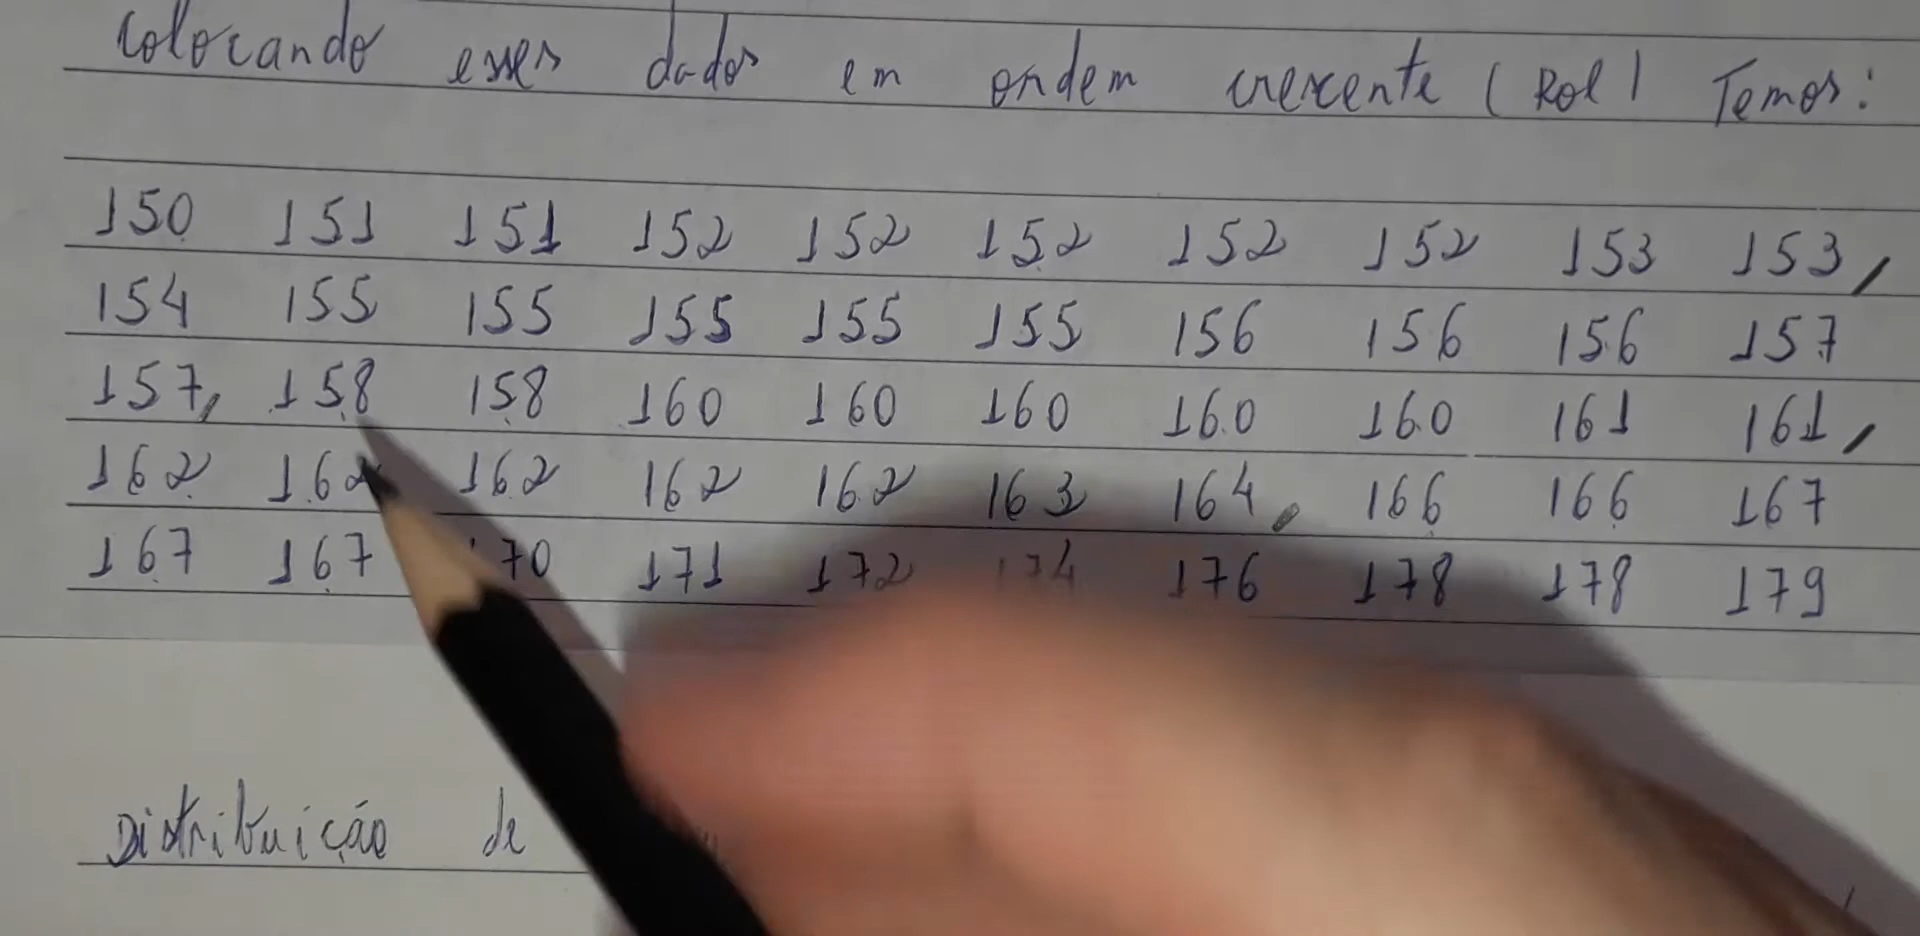 Colocando esses dados em ordem crescente (Rol) Temos:
150 151 151 152 152 152 152 152 153 153,
154 155 155 155 155 155 156 156 156 157
157, 158 158 160 160 160 160 160 161 161,
162 162 162 162 162 163 164, 166 166 167
167 167 170 171 172 174 176 178 178 179
Distribuição de